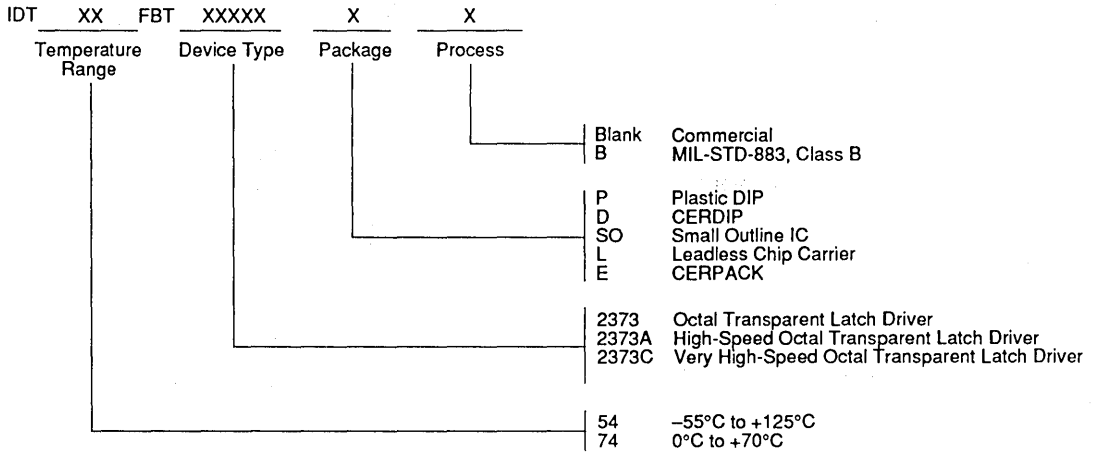 IDT XX FBT XXXXX X X
Temperature Range Device Type Package Process
Blank Commercial
B MIL-STD-883, Class B
P Plastic DIP
D CERDIP
SO Small Outline IC
L Leadless Chip Carrier
E CERPACK
2373 Octal Transparent Latch Driver
2373A High-Speed Octal Transparent Latch Driver
2373C Very High-Speed Octal Transparent Latch Driver
54 –55°C to +125°C
74 0°C to +70°C